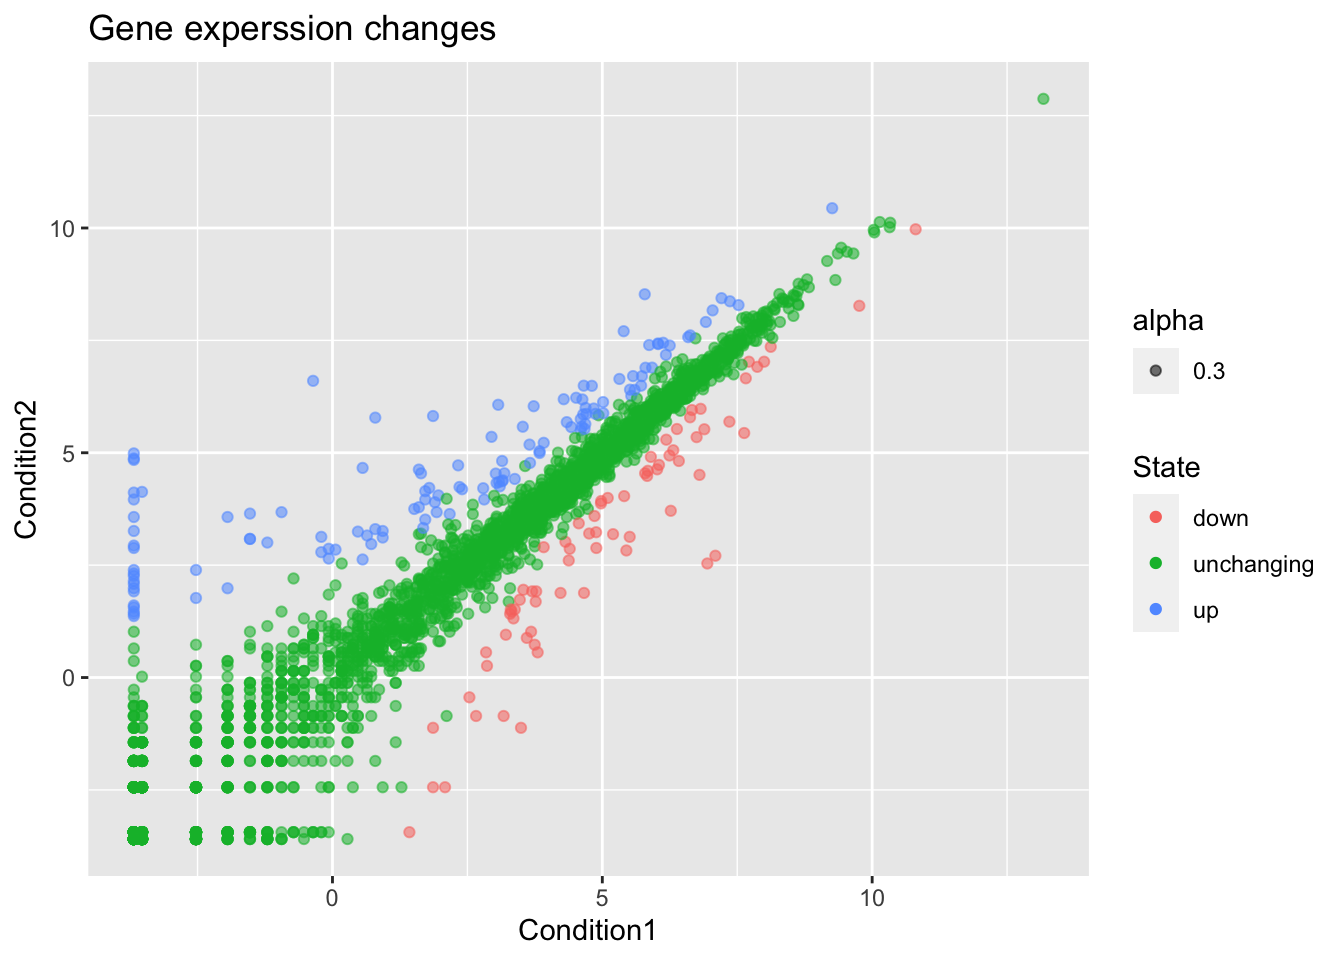 Gene experssion changes
Condition2
10
5
0
0
5
10
Condition1
alpha
0.3
State
down
unchanging
up